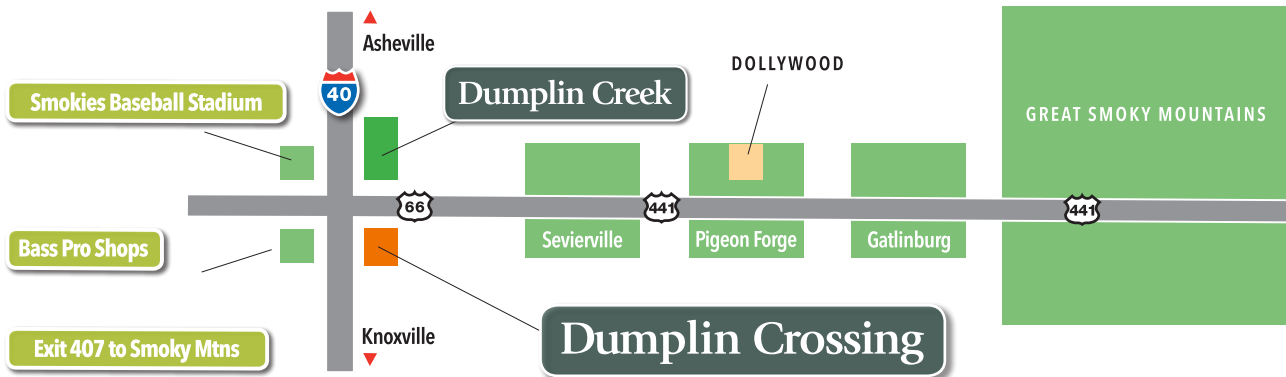 Asheville
DOLLYWOOD
Dumplin Creek
Smokies Baseball Stadium
40
GREAT SMOKY MOUNTAINS
66
441
441
Bass Pro Shops
Sevierville
Pigeon Forge
Gatlinburg
Exit 407 to Smoky Mtns
Knoxville
Dumplin Crossing